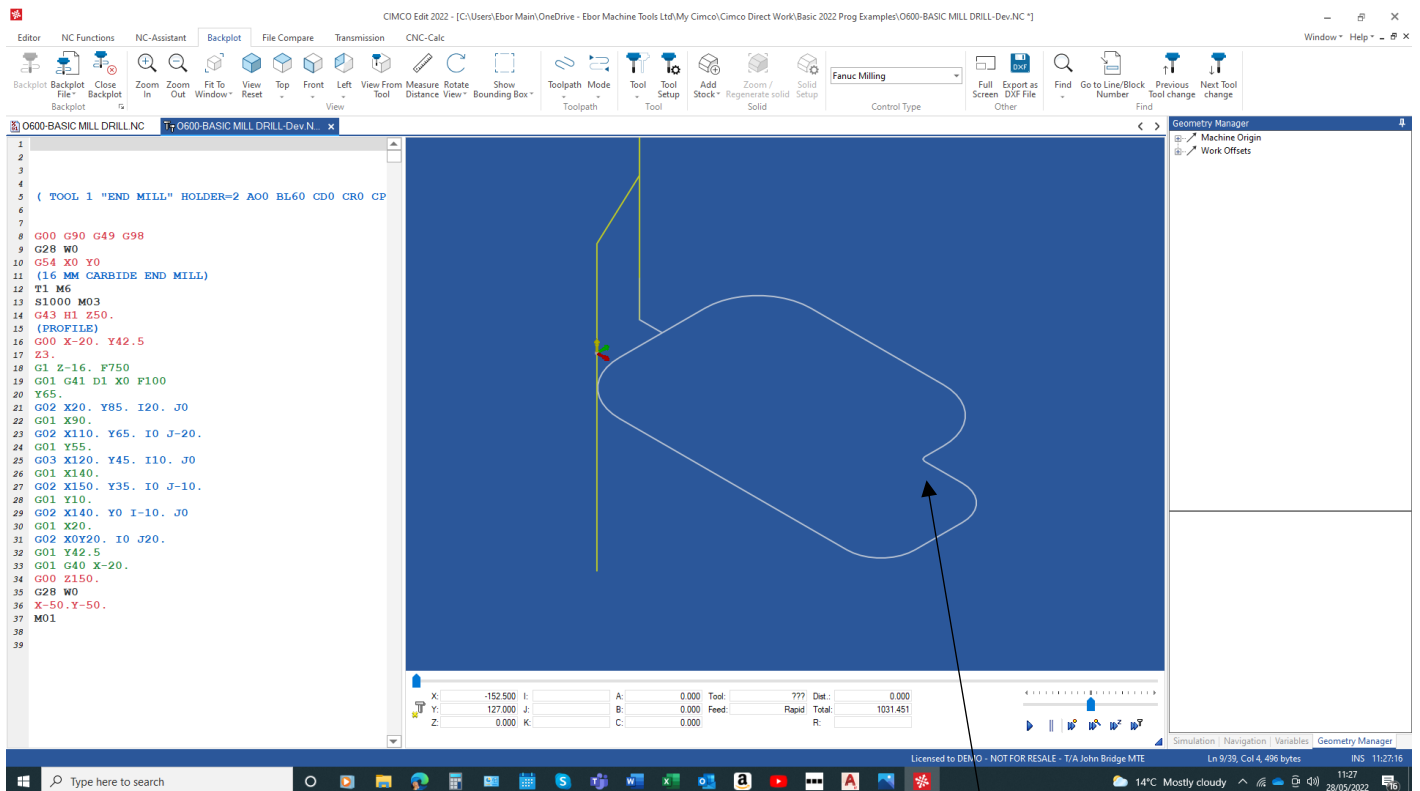 CIMCO Edit 2022 - [C:\Users\Ebor Main\OneDrive - Ebor Machine Tools Ltd\My Cimco\Cimco Direct Work\Basic 2022 Prog Examples\O600-BASIC MILL DRILL-Dev.NC *]
Editor NC Functions NC-Assistant Backplot File Compare Transmission CNC-Calc Window Help
Backplot Backplot File Close Backplot Zoom In Zoom Out Fit To Window View Reset Top Front Left View From Tool Measure Distance Rotate View Show Bounding Box Toolpath Mode Tool Tool Setup Add Stock Zoom / Regenerate solid Solid Setup Fanuc Milling Full Screen Export as DXF File Find Go to Line/Block Number Previous Tool change Next Tool change
DXF
Backplot View Toolpath Tool Solid Control Type Other Find
O600-BASIC MILL DRILL.NC O600-BASIC MILL DRILL-Dev.N...
Geometry Manager
Machine Origin
Work Offsets
1
2
3
4
5 ( TOOL 1 "END MILL" HOLDER=2 AO0 BL60 CD0 CR0 CP
6
7
8 G00 G90 G49 G98
9 G28 W0
10 G54 X0 Y0
11 (16 MM CARBIDE END MILL)
12 T1 M6
13 S1000 M03
14 G43 H1 Z50.
15 (PROFILE)
16 G00 X-20. Y42.5
17 Z3.
18 G1 Z-16. F750
19 G01 G41 D1 X0 F100
20 Y65.
21 G02 X20. Y85. I20. J0
22 G01 X90.
23 G02 X110. Y65. I0 J-20.
24 G01 Y55.
25 G03 X120. Y45. I10. J0
26 G01 X140.
27 G02 X150. Y35. I0 J-10.
28 G01 Y10.
29 G02 X140. Y0 I-10. J0
30 G01 X20.
31 G02 X0Y20. I0 J20.
32 G01 Y42.5
33 G01 G40 X-20.
34 G00 Z150.
35 G28 W0
36 X-50.Y-50.
37 M01
38
39
X: -152.500 I: A: 0.000 Tool: ??? Dist.: 0.000
Y: 127.000 J: B: 0.000 Feed: Rapid Total: 1031.451
Z: 0.000 K: C: 0.000 R:
Simulation Navigation Variables Geometry Manager
Licensed to DEMO - NOT FOR RESALE - T/A John Bridge MTE Ln 9/39, Col 4, 496 bytes INS 11:27:16
Type here to search
14°C Mostly cloudy
11:27
28/05/2022
16